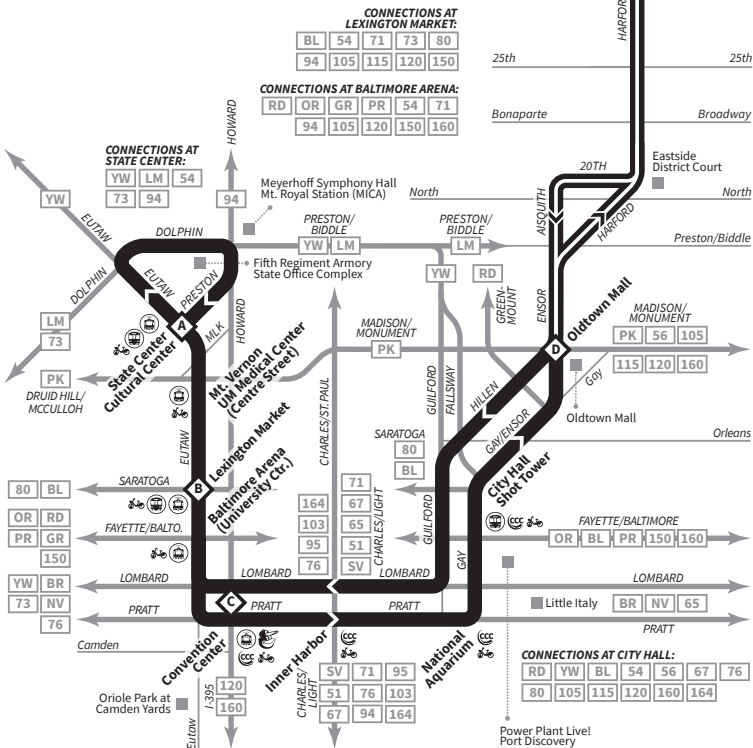 CONNECTIONS AT
LEXINGTON MARKET:
BL 54 71 73 80
94 105 115 120 150
HARFORD
25th
25th
CONNECTIONS AT BALTIMORE ARENA:
RD OR GR PR 54 71
94 105 120 150 160
Bonaparte
Broadway
HOWARD
CONNECTIONS AT
STATE CENTER:
YW LM 54
73 94
94
Meyerhoff Symphony Hall
Mt. Royal Station (MICA)
20TH
Eastside
District Court
North
North
YW
EUTAW
DOLPHIN
PRESTON/
BIDDLE
YW LM
PRESTON/
BIDDLE
LM
AISQUITH
HARFORD
Preston/Biddle
Fifth Regiment Armory
State Office Complex
DOLPHIN
EUTAW
PRESTON
YW
RD
GREEN-
MOUNT
ENSOR
Oldtown Mall
MADISON/
MONUMENT
PK 56 105
115 120 160
LM
73
A
State Center
Cultural Center
MLK
HOWARD
Mt. Vernon
UM Medical Center
(Centre Street)
MADISON/
MONUMENT
PK
D
Gay
PK
DRUID HILL/
MCCULLOH
CHARLES/ST.PAUL
GUILFORD
FALLSWAY
HILLEN
Oldtown Mall
EUTAW
Lexington Market
SARATOGA
80
BL
GAY/ENSOR
Orleans
City Hall
Shot Tower
80 BL
SARATOGA
B
Baltimore Arena
(University Ctr.)
OR RD
PR GR
150
FAYETTE/BALTO.
164
103
95
76
71
67
65
51
SV
CHARLES/LIGHT
GUILFORD
GAY
CCC
FAYETTE/BALTIMORE
OR BL PR 150 160
YW BR
73 NV
76
LOMBARD
LOMBARD
LOMBARD
LOMBARD
PRATT
C
PRATT
PRATT
Little Italy
BR NV 65
PRATT
Camden
Convention
Center
CCC
Inner Harbor
CCC
National
Aquarium
CCC
CONNECTIONS AT CITY HALL:
RD YW BL 54 56 67 76
80 105 115 120 160 164
Oriole Park at
Camden Yards
Eutaw
I-395
120
160
CHARLES/
LIGHT
SV 71 95
51 76 103
67 94 164
Power Plant Live!
Port Discovery